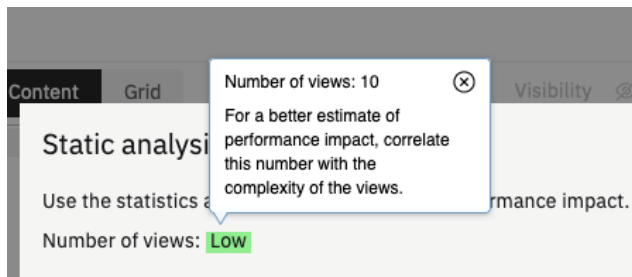 Content Grid Visibility
Number of views: 10
For a better estimate of
performance impact, correlate
this number with the
complexity of the views.
Static analysi
Use the statistics a rmance impact.
Number of views: Low